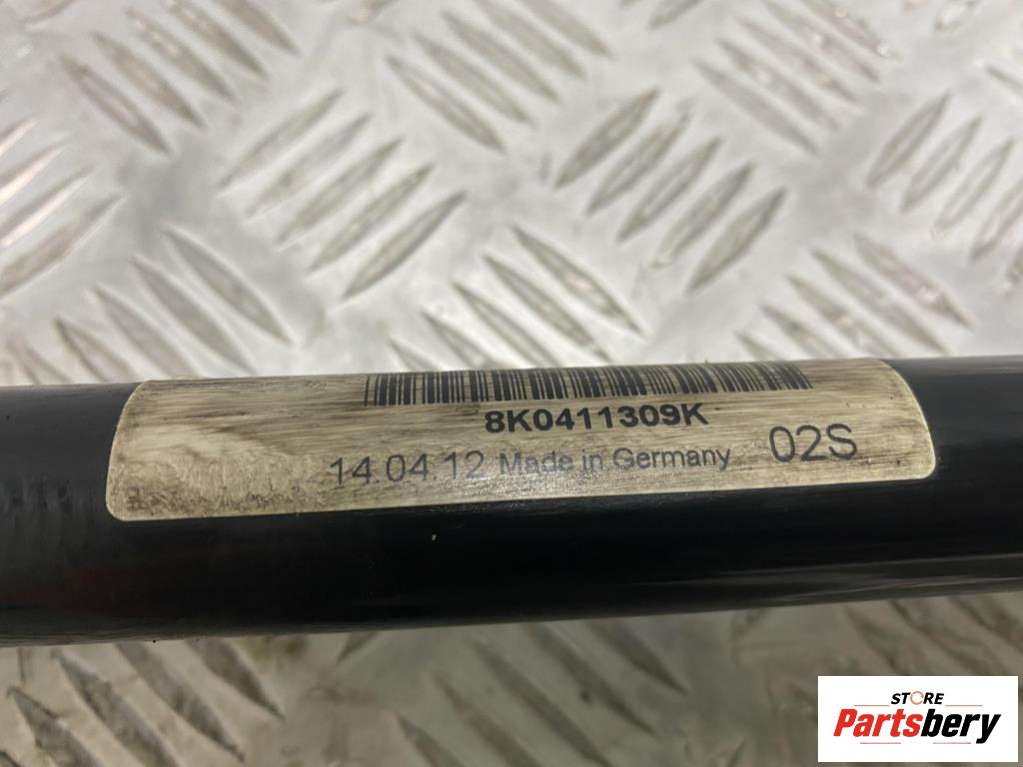 8K0411309K
14.04.12 Made in Germany 02S
STORE
Partsbery